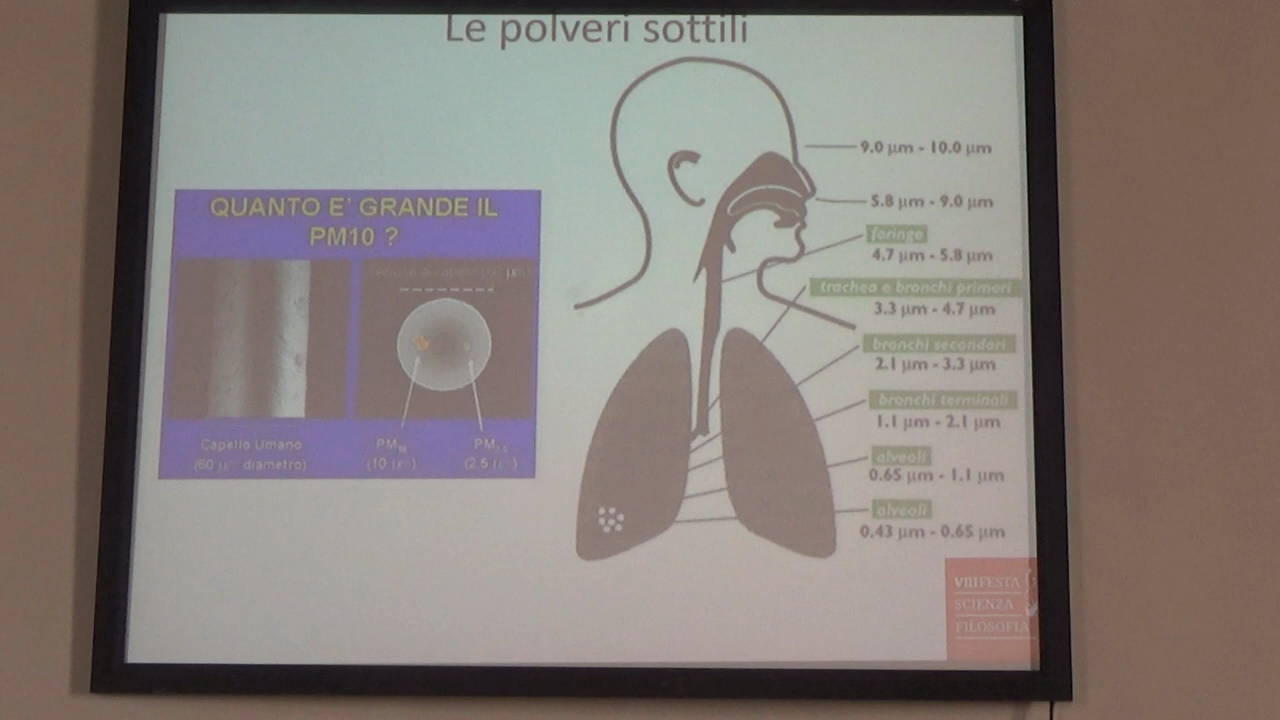 Le polveri sottili
QUANTO E' GRANDE IL
PM10 ?
Capello Umano
(60 μm diametro)
PM10
(10 μm)
PM2.5
(2.5 μm)
9.0 μm - 10.0 μm
5.8 μm - 9.0 μm
faringe
4.7 μm - 5.8 μm
trachea e bronchi primari
3.3 μm - 4.7 μm
bronchi secondari
2.1 μm - 3.3 μm
bronchi terminali
1.1 μm - 2.1 μm
alveoli
0.65 μm - 1.1 μm
alveoli
0.43 μm - 0.65 μm
VIII FESTA
SCIENZA
FILOSOFIA